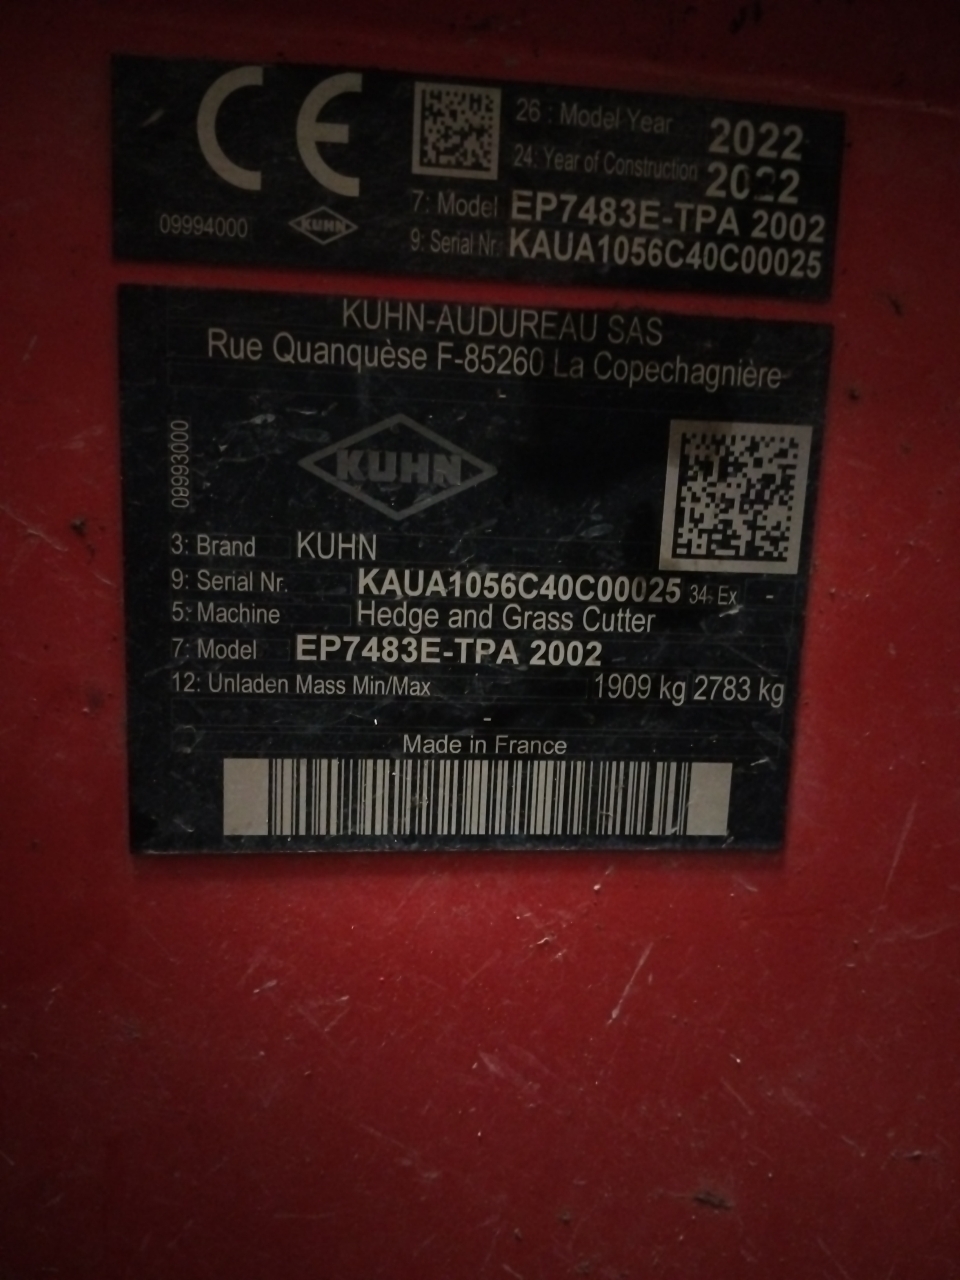 CE
26 : Model Year 2022
24: Year of Construction 2022
7: Model EP7483E-TPA 2002
9: Serial Nr. KAUA1056C40C00025
09994000 KUHN
KUHN-AUDUREAU SAS
Rue Quanquèse F-85260 La Copechagnière
09993000
KUHN
3: Brand KUHN
9: Serial Nr. KAUA1056C40C00025 34: Ex -
5: Machine Hedge and Grass Cutter
7: Model EP7483E-TPA 2002
12: Unladen Mass Min/Max 1909 kg 2783 kg
-
Made in France